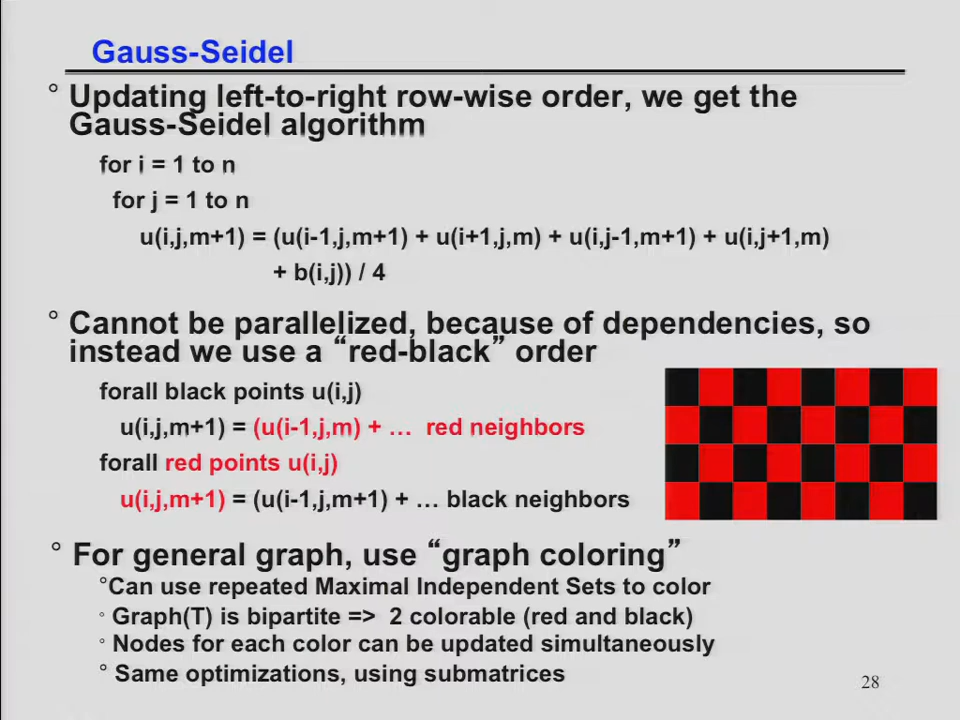 Gauss-Seidel
° Updating left-to-right row-wise order, we get the
Gauss-Seidel algorithm
for i = 1 to n
for j = 1 to n
u(i,j,m+1) = (u(i-1,j,m+1) + u(i+1,j,m) + u(i,j-1,m+1) + u(i,j+1,m)
+ b(i,j)) / 4
° Cannot be parallelized, because of dependencies, so
instead we use a “red-black” order
forall black points u(i,j)
u(i,j,m+1) = (u(i-1,j,m) + … red neighbors
forall red points u(i,j)
u(i,j,m+1) = (u(i-1,j,m+1) + … black neighbors
° For general graph, use “graph coloring”
°Can use repeated Maximal Independent Sets to color
° Graph(T) is bipartite => 2 colorable (red and black)
° Nodes for each color can be updated simultaneously
° Same optimizations, using submatrices
28